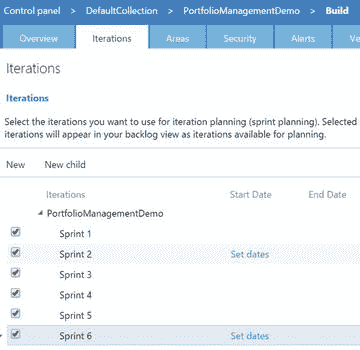 Control panel > DefaultCollection > PortfolioManagementDemo > Build
Overview Iterations Areas Security Alerts Ve
Iterations
Iterations
Select the iterations you want to use for iteration planning (sprint planning). Selected
iterations will appear in your backlog view as iterations available for planning.
New New child
Iterations Start Date End Date
PortfolioManagementDemo
Sprint 1
Sprint 2 Set dates
Sprint 3
Sprint 4
Sprint 5
Sprint 6 Set dates